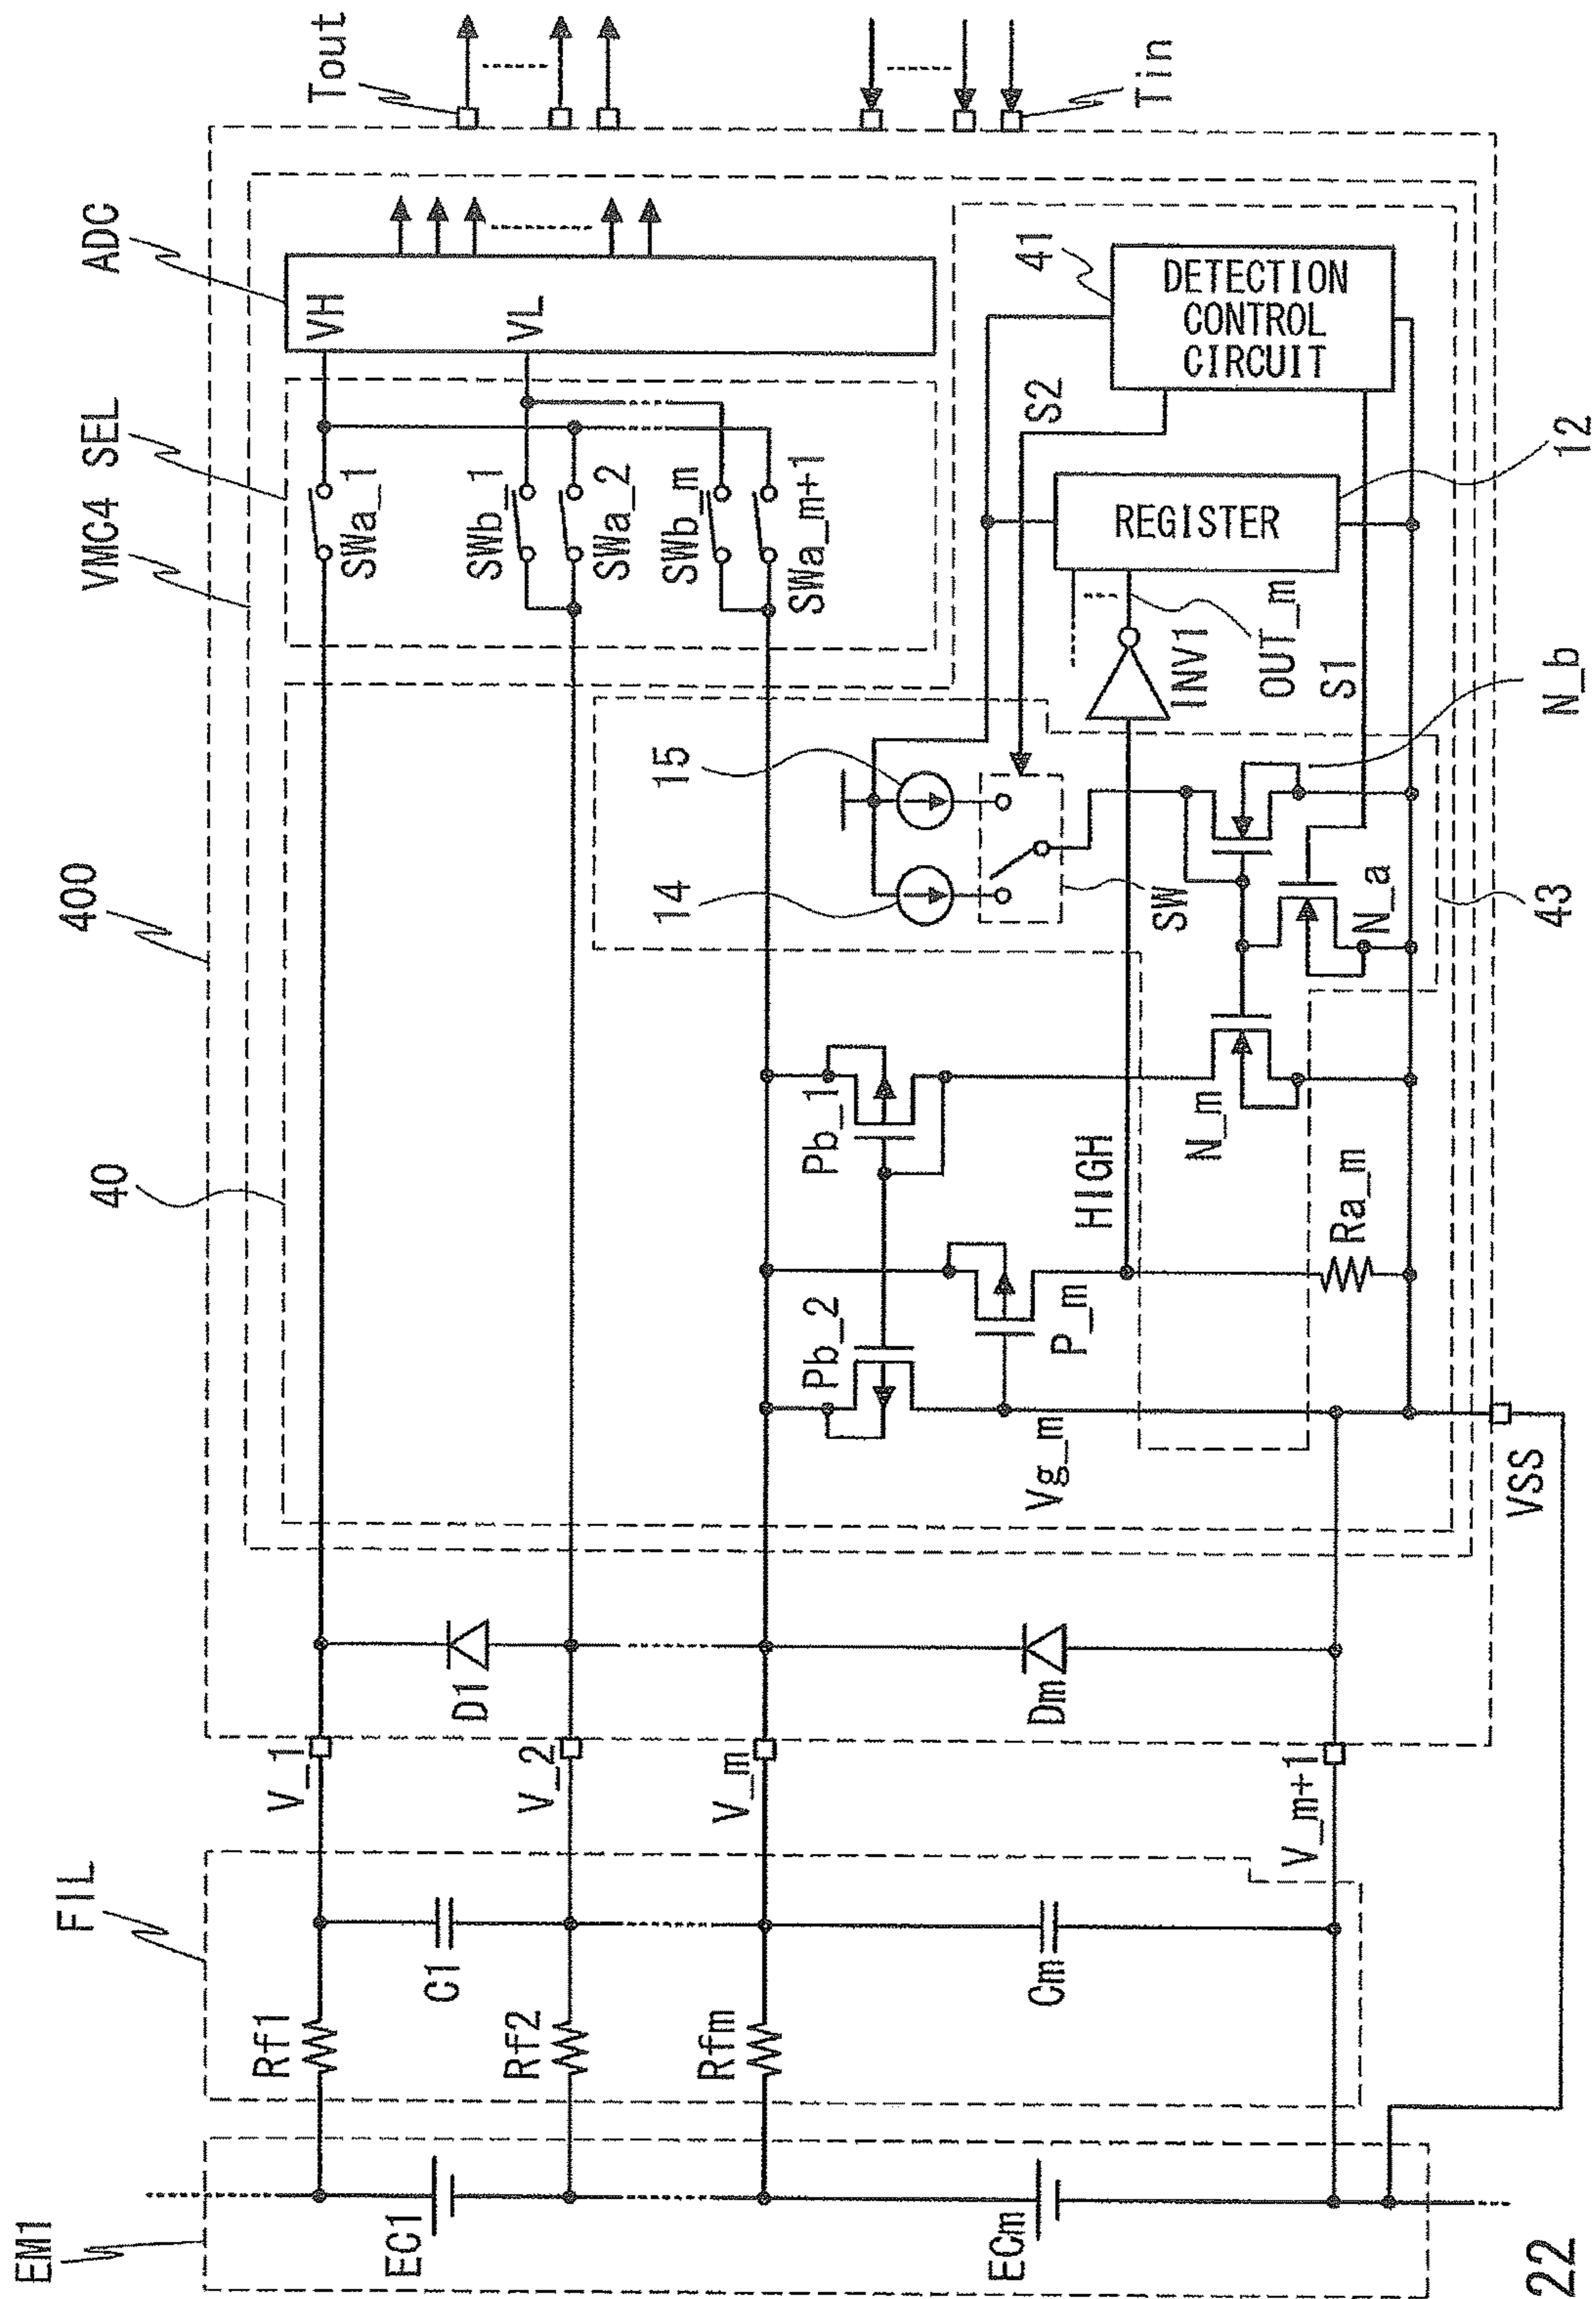 Tout
Tin
ADC
VH
VL
VMC4
SEL
SWa_1
SWb_1
SWa_2
SWb_m
SWa_m+1
41
DETECTION
CONTROL
CIRCUIT
S2
12
REGISTER
OUT_m
INV1
S1
N_b
400
15
14
SW
N_a
43
40
Pb_1
HIGH
N_m
Pb_2
P_m
Ra_m
Vg_m
VSS
D1
Dm
V_1
V_2
V_m
V_m+1
FIL
C1
Cm
Rf1
Rf2
Rfm
EM1
EC1
ECm
22